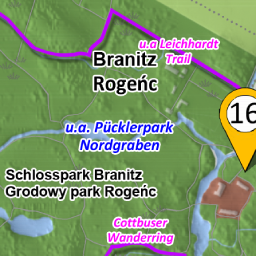 u.a Leichhardt
Trail
Branitz
Rogeńc
16
u.a. Pücklerpark
Nordgraben
Schlosspark Branitz
Grodowy park Rogeńc
Cottbuser
Wanderring